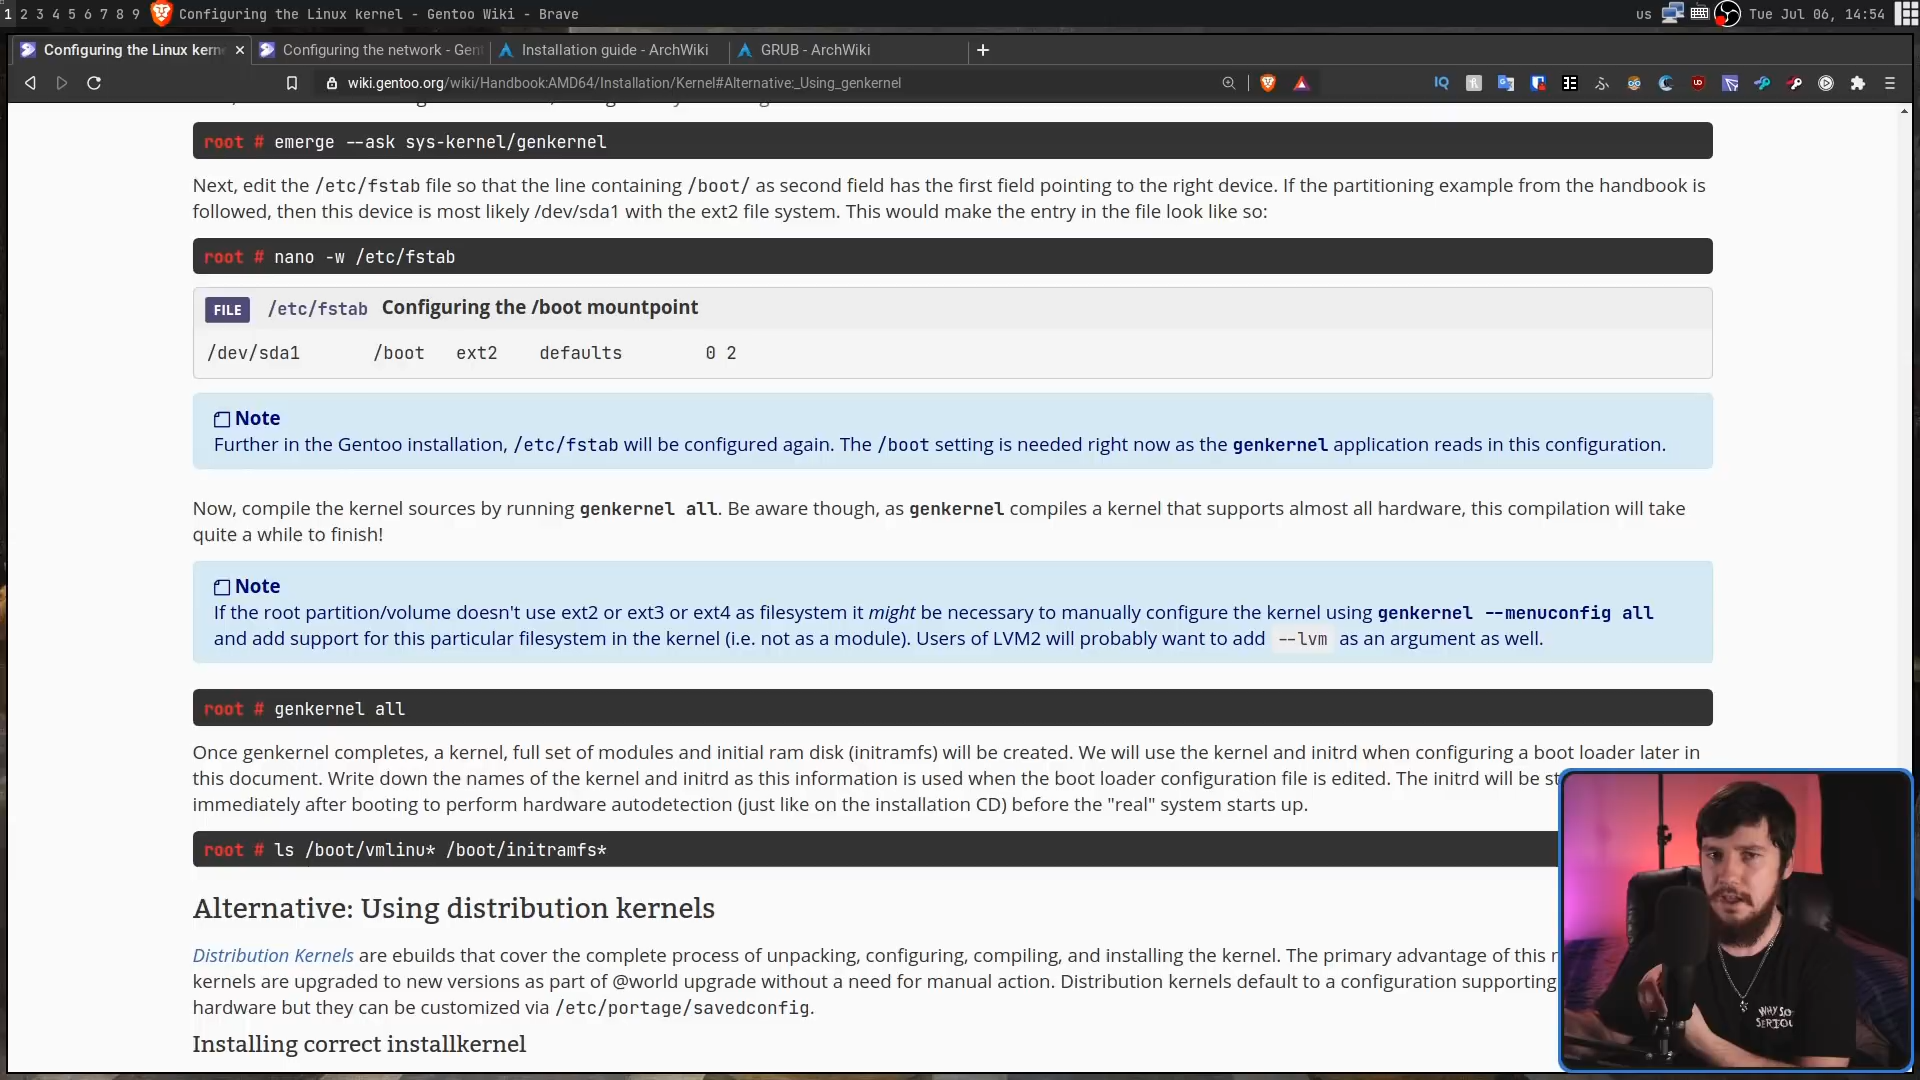 1 2 3 4 5 6 7 8 9 Configuring the Linux kernel - Gentoo Wiki - Brave us Tue Jul 06, 14:54
Configuring the Linux kern Configuring the network - Gent Installation guide - ArchWiki GRUB - ArchWiki
wiki.gentoo.org/wiki/Handbook:AMD64/Installation/Kernel#Alternative:_Using_genkernel
root # emerge --ask sys-kernel/genkernel
Next, edit the /etc/fstab file so that the line containing /boot/ as second field has the first field pointing to the right device. If the partitioning example from the handbook is
followed, then this device is most likely /dev/sda1 with the ext2 file system. This would make the entry in the file look like so:
root # nano -w /etc/fstab
FILE /etc/fstab Configuring the /boot mountpoint
/dev/sda1 /boot ext2 defaults 0 2
Note
Further in the Gentoo installation, /etc/fstab will be configured again. The /boot setting is needed right now as the genkernel application reads in this configuration.
Now, compile the kernel sources by running genkernel all. Be aware though, as genkernel compiles a kernel that supports almost all hardware, this compilation will take
quite a while to finish!
Note
If the root partition/volume doesn't use ext2 or ext3 or ext4 as filesystem it might be necessary to manually configure the kernel using genkernel --menuconfig all
and add support for this particular filesystem in the kernel (i.e. not as a module). Users of LVM2 will probably want to add --lvm as an argument as well.
root # genkernel all
Once genkernel completes, a kernel, full set of modules and initial ram disk (initramfs) will be created. We will use the kernel and initrd when configuring a boot loader later in
this document. Write down the names of the kernel and initrd as this information is used when the boot loader configuration file is edited. The initrd will be st
immediately after booting to perform hardware autodetection (just like on the installation CD) before the "real" system starts up.
root # ls /boot/vmlinu* /boot/initramfs*
Alternative: Using distribution kernels
Distribution Kernels are ebuilds that cover the complete process of unpacking, configuring, compiling, and installing the kernel. The primary advantage of this
kernels are upgraded to new versions as part of @world upgrade without a need for manual action. Distribution kernels default to a configuration supporting
hardware but they can be customized via /etc/portage/savedconfig.
Installing correct installkernel
WHY SO
SERIOU